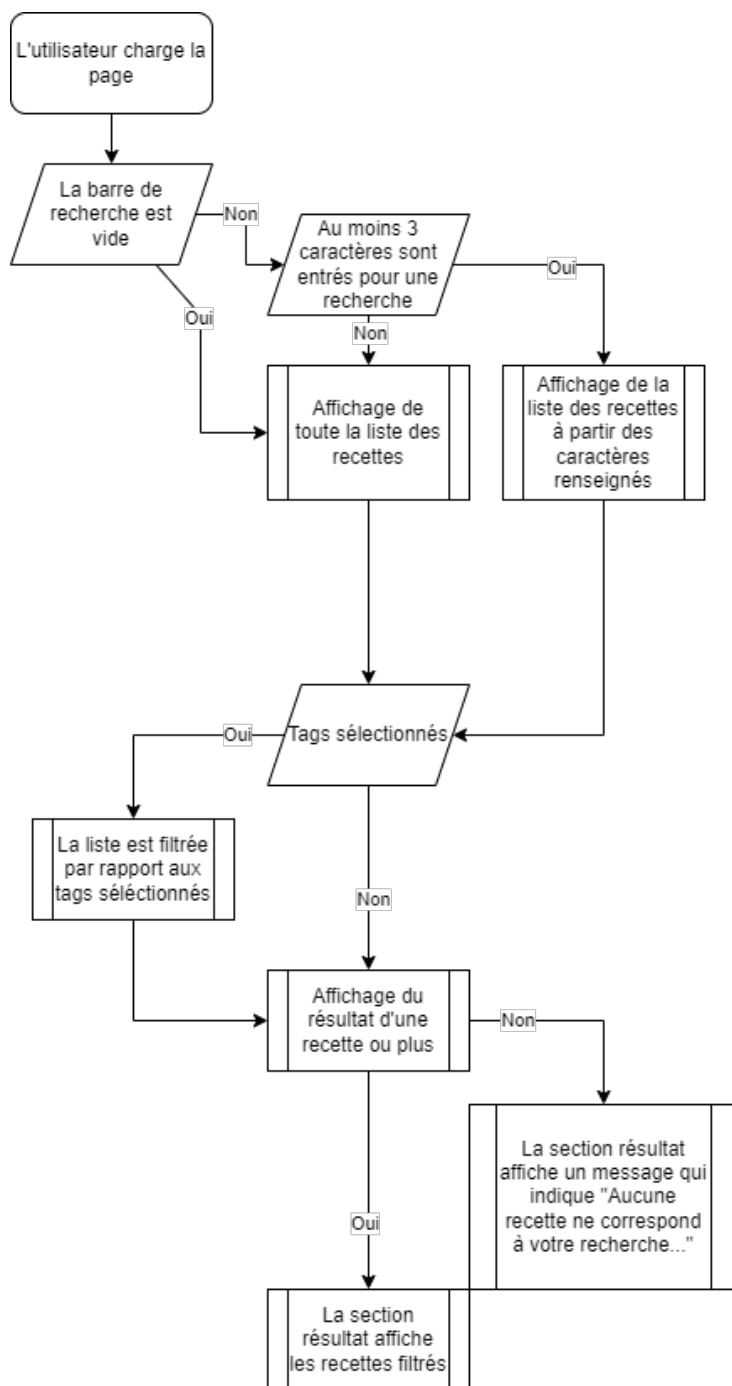 L'utilisateur charge la
page
La barre de
recherche est
vide
Non
Au moins 3
caractères sont
entrés pour une
recherche
Oui
Oui
Non
Affichage de
toute la liste des
recettes
Affichage de la
liste des recettes
à partir des
caractères
renseignés
Tags sélectionnés
Oui
La liste est filtrée
par rapport aux
tags séléctionnés
Non
Affichage du
résultat d'une
recette ou plus
Non
La section résultat
affiche un message qui
indique "Aucune
recette ne correspond
à votre recherche..."
Oui
La section
résultat affiche
les recettes filtrés